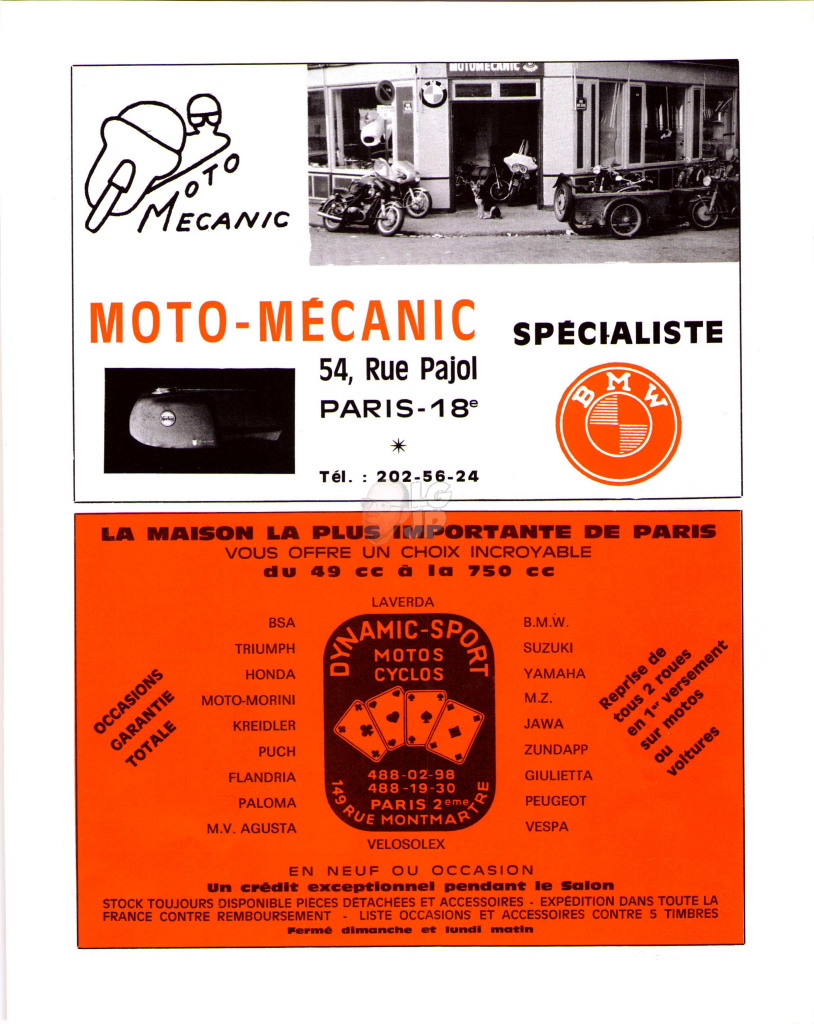 MOTO
MECANIC
MOTOMECANIC
BMW
MOTO-MÉCANIC
SPÉCIALISTE
54, Rue Pajol
PARIS-18e
Tél. : 202-56-24
BMW
LA MAISON LA PLUS IMPORTANTE DE PARIS
VOUS OFFRE UN CHOIX INCROYABLE
du 49 cc à la 750 cc
LAVERDA
BSA
TRIUMPH
HONDA
MOTO-MORINI
KREIDLER
PUCH
FLANDRIA
PALOMA
M.V. AGUSTA
OCCASIONS
GARANTIE
TOTALE
DYNAMIC-SPORT
MOTOS
CYCLOS
488-02-98
488-19-30
PARIS 2eme
149 RUE MONTMARTRE
VELOSOLEX
B.M.W.
SUZUKI
YAMAHA
M.Z.
JAWA
ZUNDAPP
GIULIETTA
PEUGEOT
VESPA
Reprise de
tous 2 roues
en 1er versement
sur motos
ou
voitures
EN NEUF OU OCCASION
Un crédit exceptionnel pendant le Salon
STOCK TOUJOURS DISPONIBLE PIÈCES DÉTACHÉES ET ACCESSOIRES - EXPÉDITION DANS TOUTE LA
FRANCE CONTRE REMBOURSEMENT - LISTE OCCASIONS ET ACCESSOIRES CONTRE 5 TIMBRES
Fermé dimanche et lundi matin